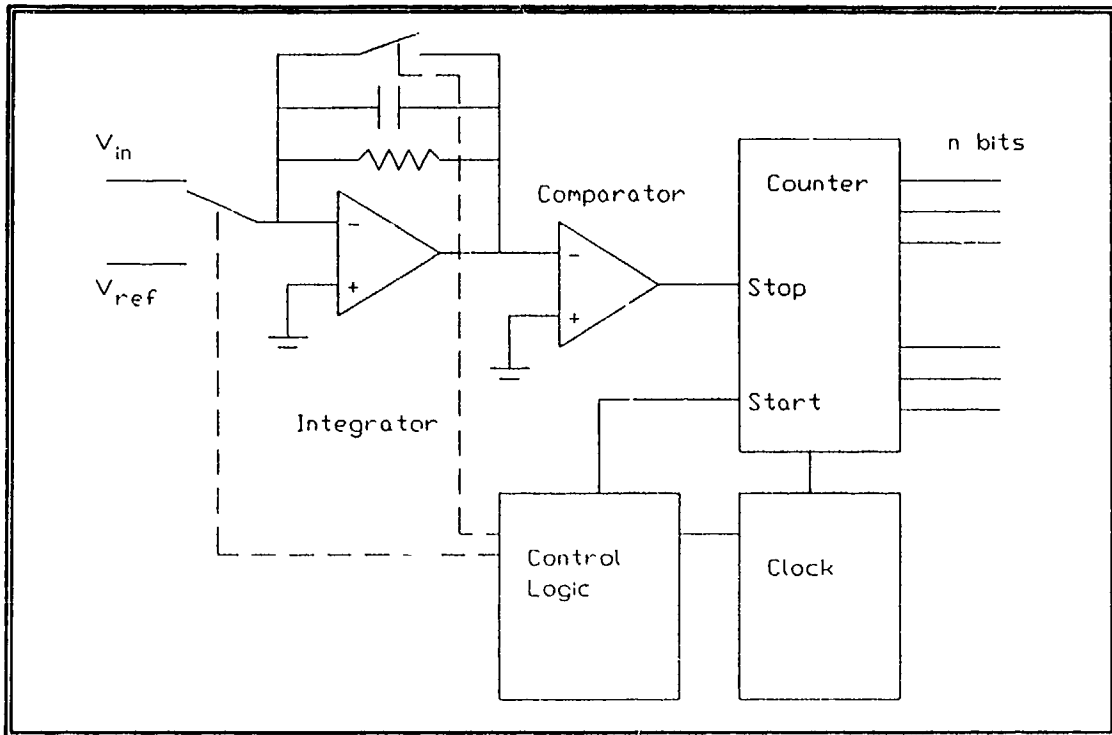 V_in
n bits
Counter
Comparator
-
-
V_ref
+
Stop
+
Start
Integrator
Control
Logic
Clock